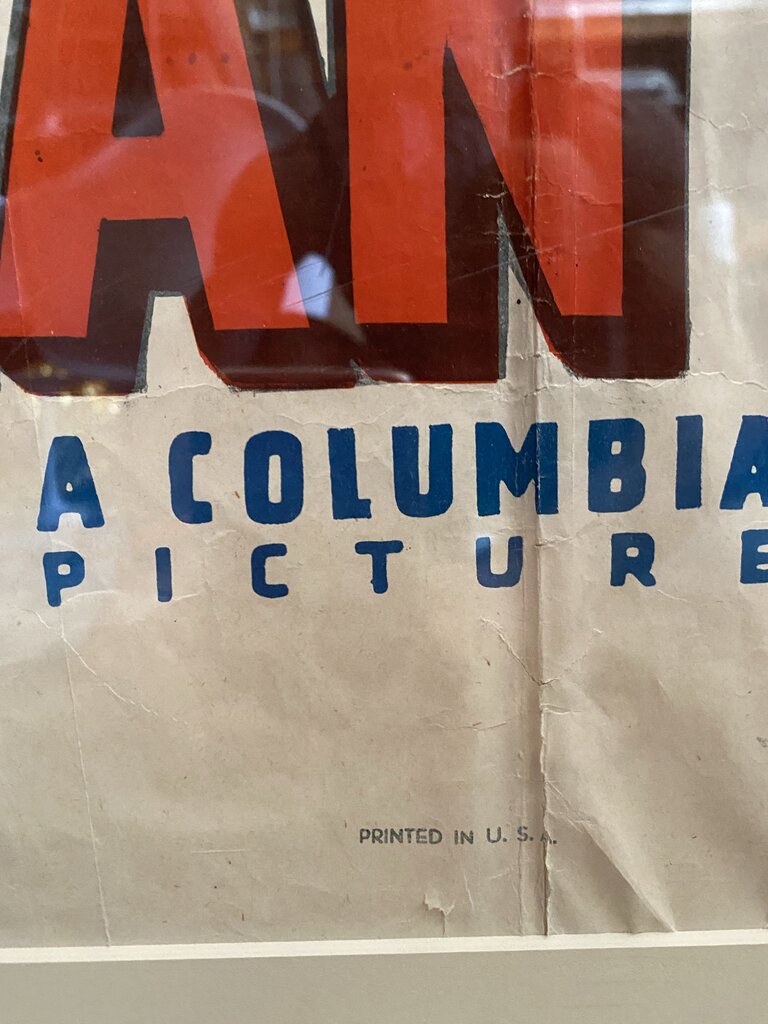 AN
A COLUMBIA
PICTURE
PRINTED IN U. S. A.